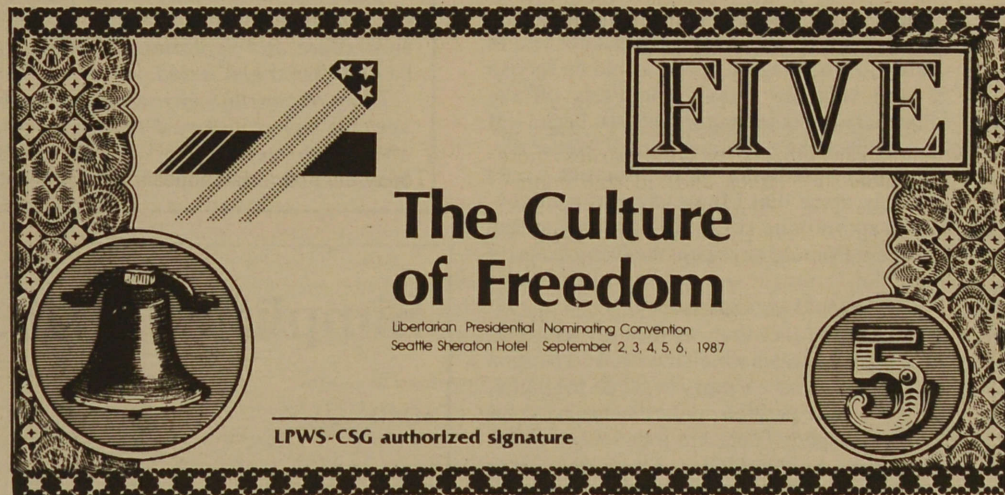 FIVE
The Culture
of Freedom
Libertarian Presidential Nominating Convention
Seattle Sheraton Hotel September 2, 3, 4, 5, 6, 1987
5
LPWS-CSG authorized signature